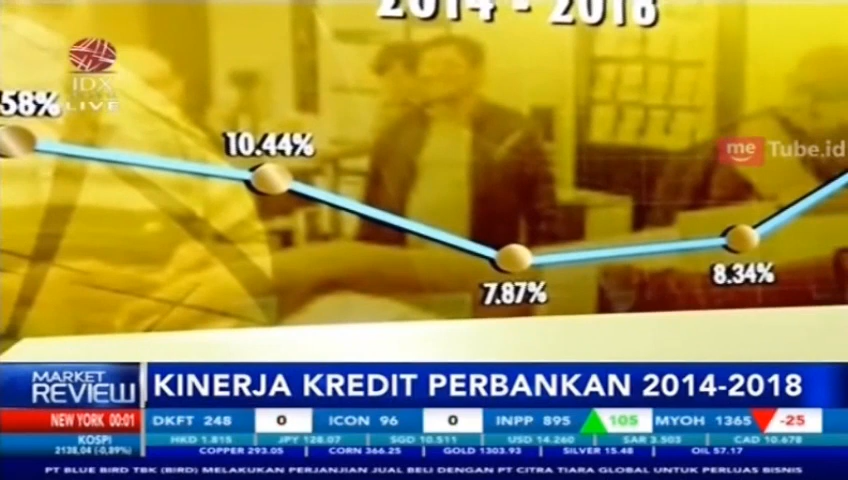 2014 - 2018
IDX
LIVE
58%
10.44%
7.87%
8.34%
me Tube.id
MARKET REVIEW
KINERJA KREDIT PERBANKAN 2014-2018
NEW YORK 00:01
DKFT 248 0 ICON 96 0 INPP 895 105 MYOH 1365 -25
KOSPI
2138,04 (-0,89%)
HKD 1.815 JPY 128.07 SGD 10.511 USD 14.260 SAR 3.503 CAD 10.678
COPPER 293.05 CORN 366.25 GOLD 1303.93 SILVER 15.48 OIL 57.17
PT BLUE BIRD TBK (BIRD) MELAKUKAN PERJANJIAN JUAL BELI DENGAN PT CITRA TIARA GLOBAL UNTUK PERLUAS BISNIS